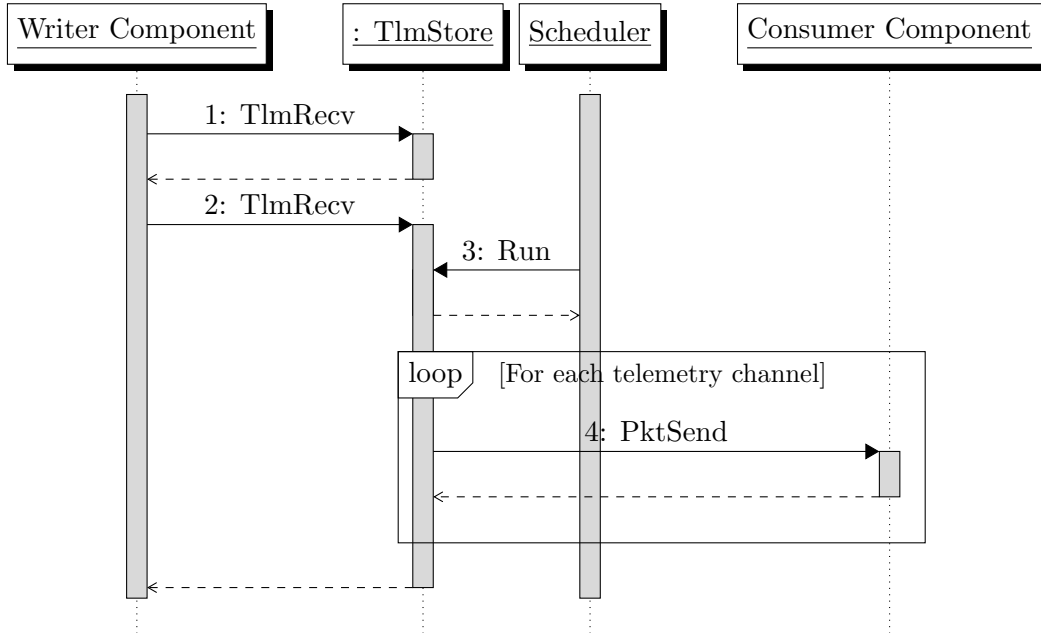 Writer Component
: TlmStore
Scheduler
Consumer Component
1: TlmRecv
2: TlmRecv
3: Run
loop
[For each telemetry channel]
4: PktSend